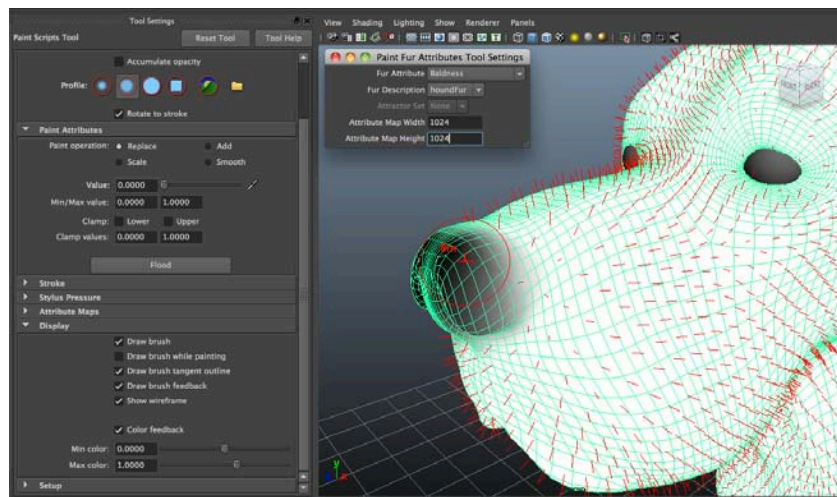 Tool Settings
Paint Scripts Tool
Reset Tool
Tool Help
Accumulate opacity
Profile:
Rotate to stroke
Paint Attributes
Paint operation: Replace Add
Scale Smooth
Value: 0.0000
Min/Max value: 0.0000 1.0000
Clamp: Lower Upper
Clamp values: 0.0000 1.0000
Flood
Stroke
Stylus Pressure
Attribute Maps
Display
Draw brush
Draw brush while painting
Draw brush tangent outline
Draw brush feedback
Show wireframe
Color feedback
Min color: 0.0000
Max color: 1.0000
Setup
View Shading Lighting Show Renderer Panels
Paint Fur Attributes Tool Settings
Fur Attribute Baldness
Fur Description houndFur
Attractor Set None
Attribute Map Width 1024
Attribute Map Height 1024
FRONT
RIGHT
y
x